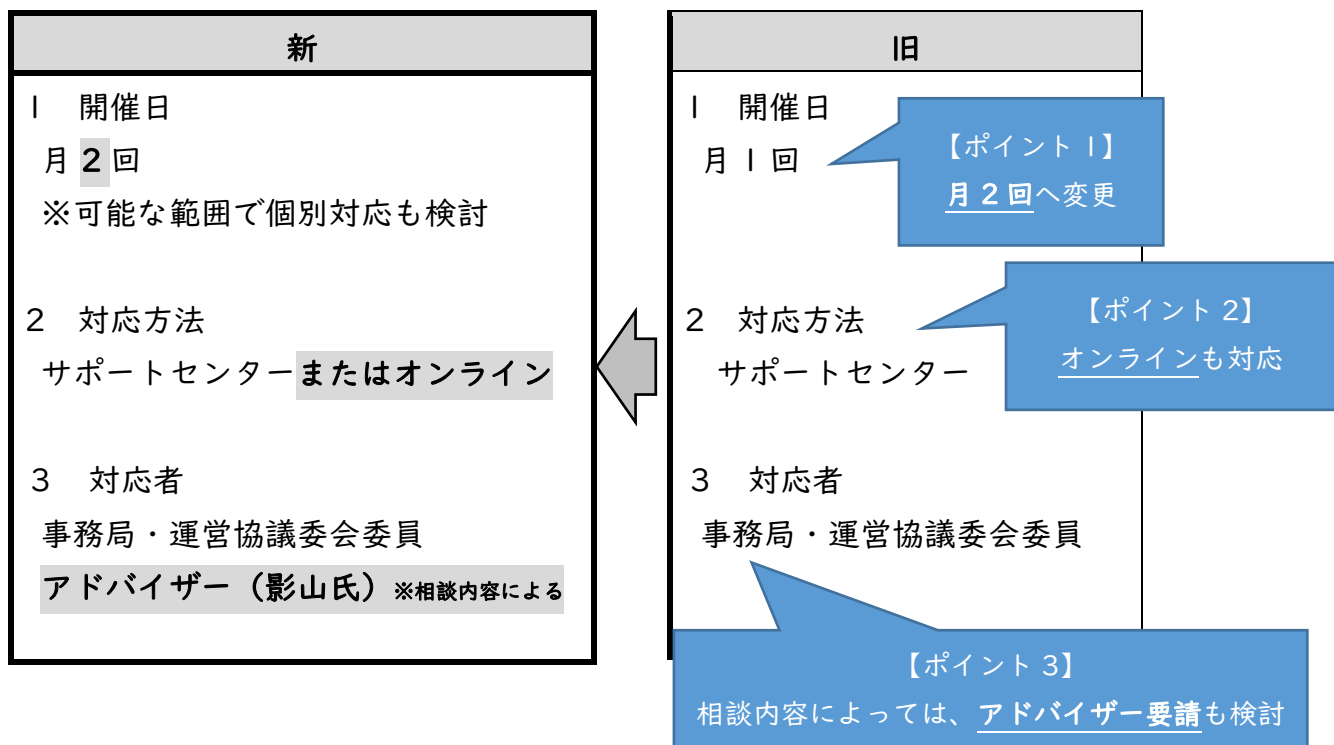 新
1 開催日
月2回
※可能な範囲で個別対応も検討
2 対応方法
サポートセンターまたはオンライン
3 対応者
事務局・運営協議委会委員
アドバイザー（影山氏）※相談内容による
旧
1 開催日
月1回
【ポイント1】
月2回へ変更
2 対応方法
サポートセンター
【ポイント2】
オンラインも対応
3 対応者
事務局・運営協議委会委員
【ポイント3】
相談内容によっては、アドバイザー要請も検討